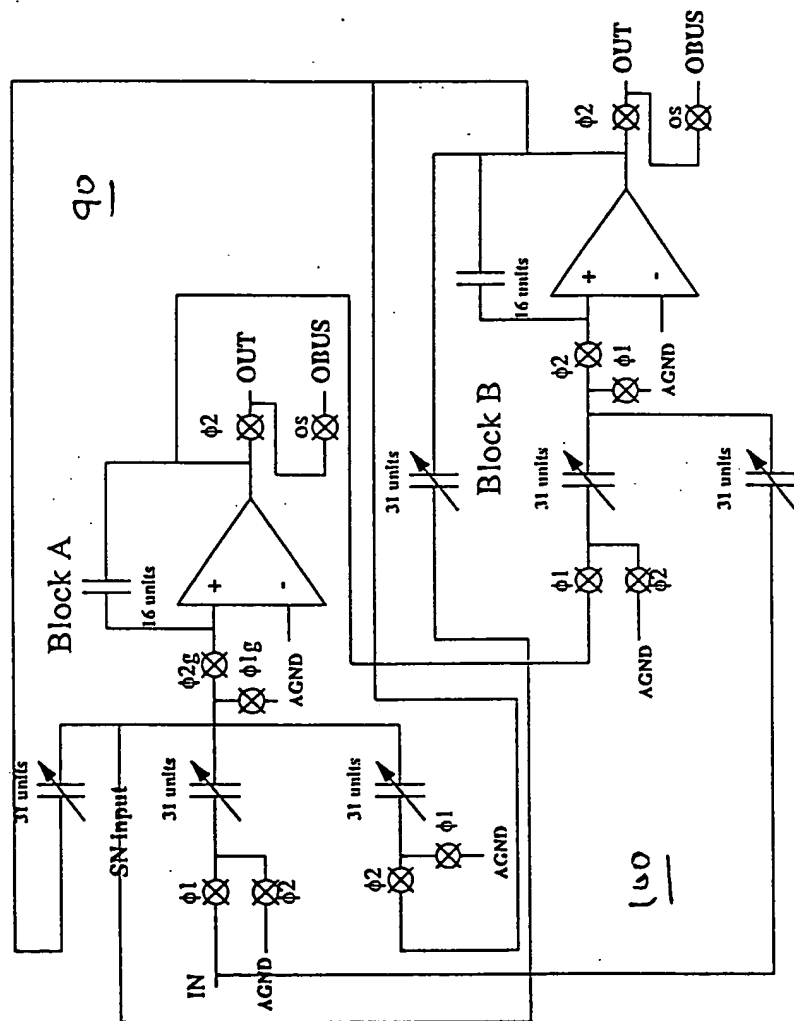 90
Block A
16 units
φ2
OUT
os
OBUS
+
-
φ2g
φ1g
AGND
31 units
SN Input
31 units
31 units
IN
φ1
φ2
AGND
φ2
φ1
AGND
Block B
31 units
16 units
φ2
OUT
os
OBUS
+
-
φ2
φ1
AGND
AGND
31 units
φ1
φ2
AGND
31 units
100